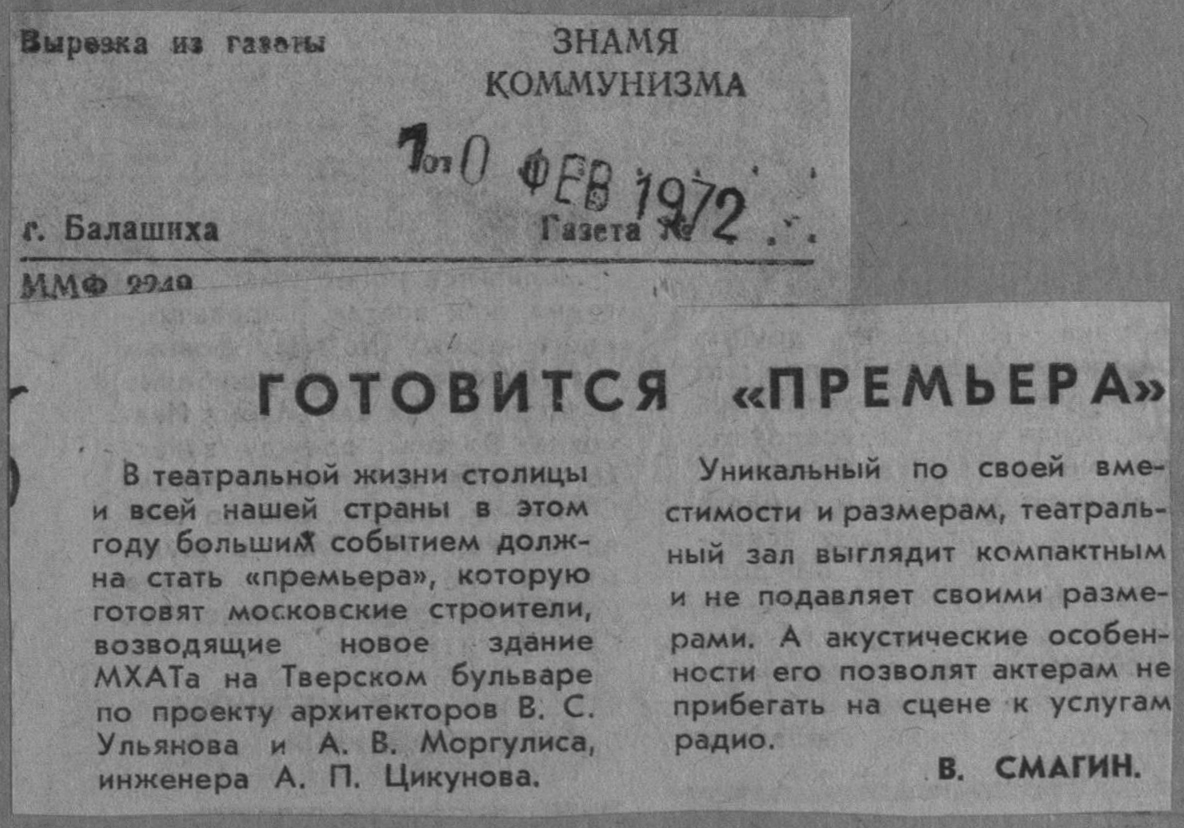 Вырезка из газеты
ЗНАМЯ
КОММУНИЗМА
от
10 ФЕВ 1972
г. Балашиха
Газета №
ММФ 2249
ГОТОВИТСЯ «ПРЕМЬЕРА»
В театральной жизни столицы
и всей нашей страны в этом
году большим событием долж-
на стать «премьера», которую
готовят московские строители,
возводящие новое здание
МХАТа на Тверском бульваре
по проекту архитекторов В. С.
Ульянова и А. В. Моргулиса,
инженера А. П. Цикунова.
Уникальный по своей вме-
стимости и размерам, театраль-
ный зал выглядит компактным
и не подавляет своими разме-
рами. А акустические особен-
ности его позволят актерам не
прибегать на сцене к услугам
радио.
В. СМАГИН.